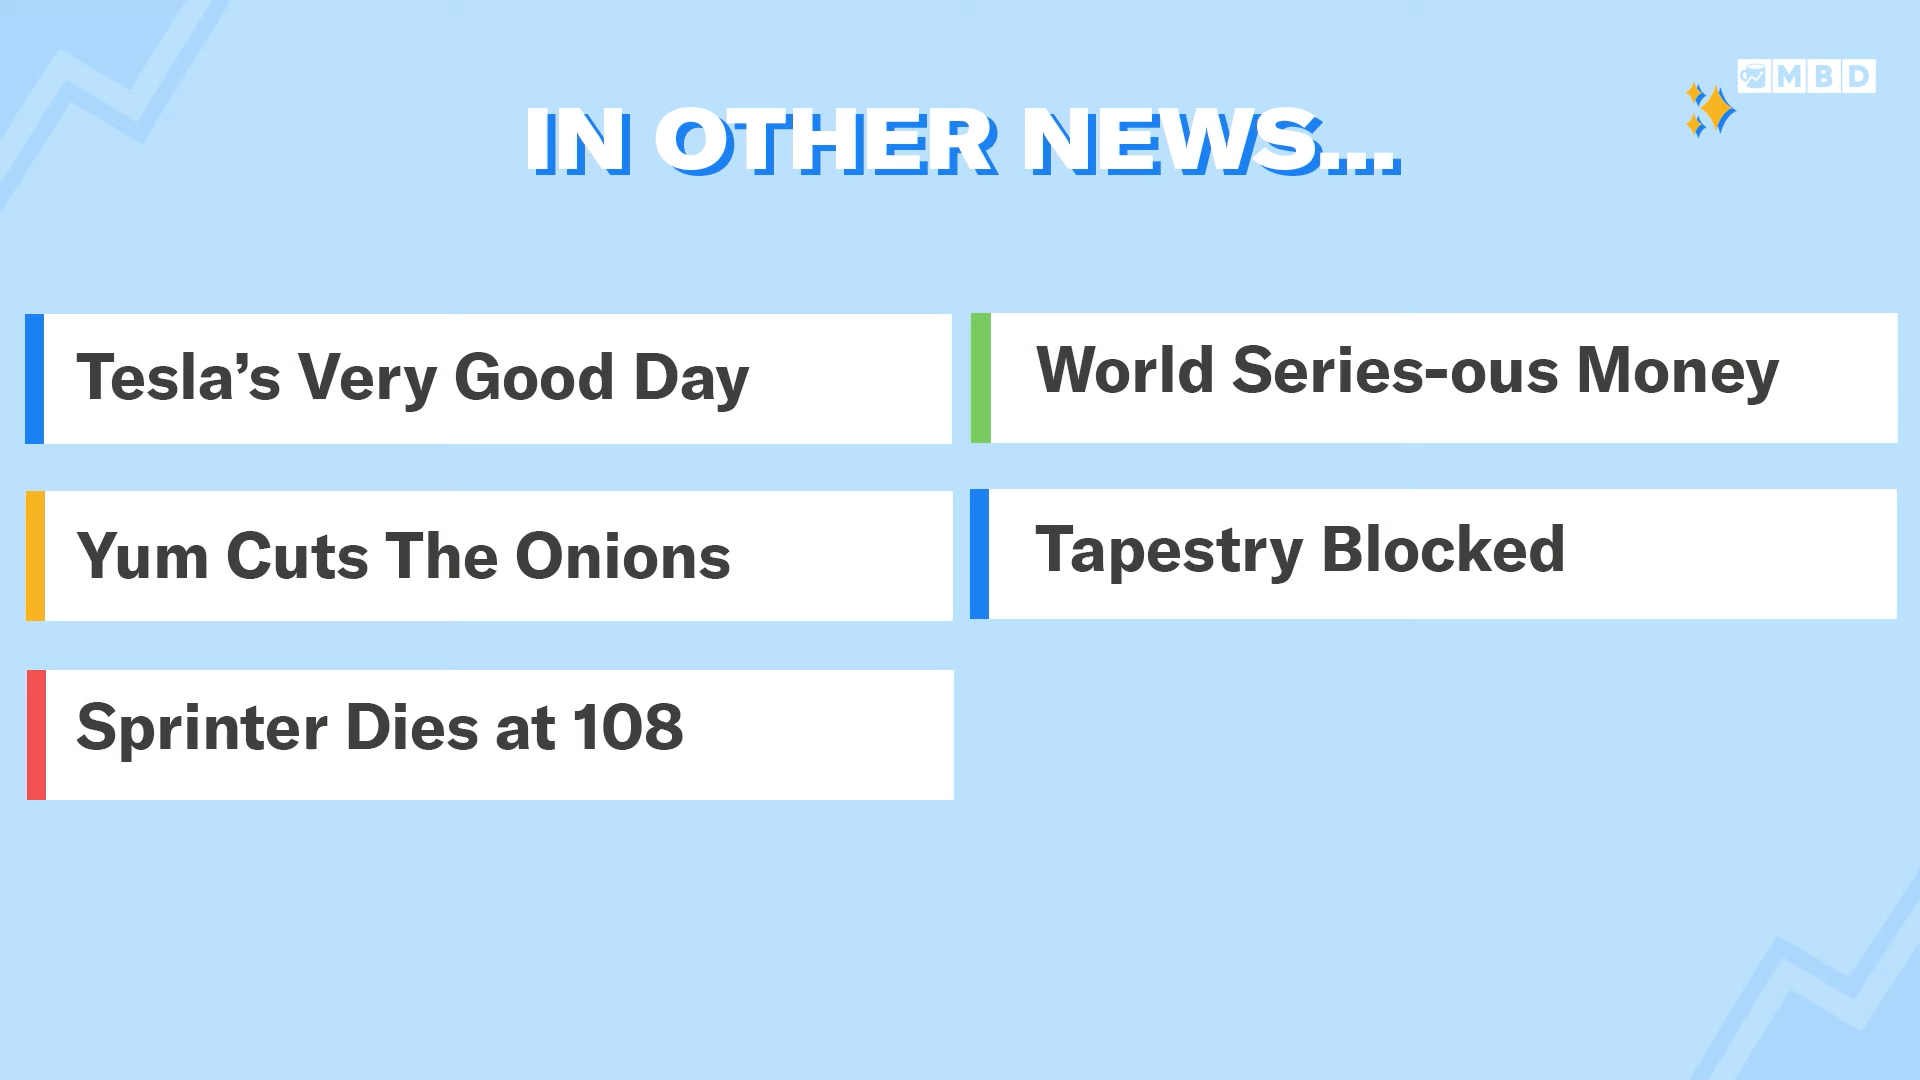 MBD
IN OTHER NEWS...
Tesla’s Very Good Day
World Series-ous Money
Yum Cuts The Onions
Tapestry Blocked
Sprinter Dies at 108